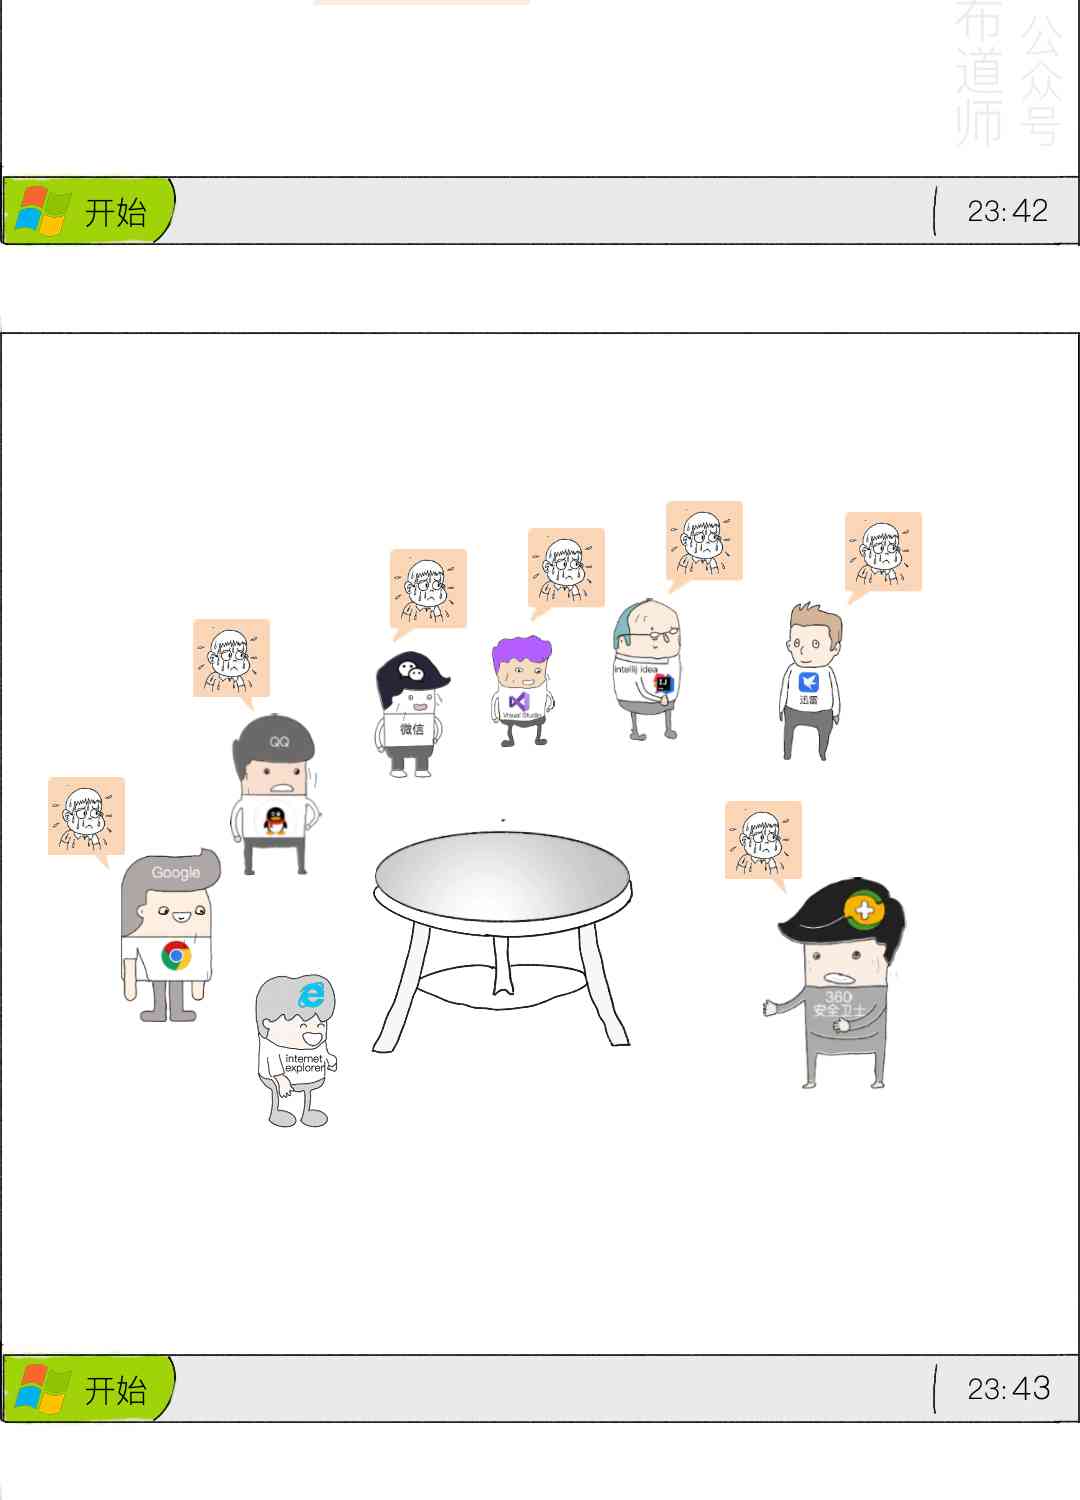 公众号
布道师
开始
23:42
QQ
微信
Visual Studio
intellij idea
IJ
迅雷
Google
internet
explorer
360
安全卫士
开始
23:43